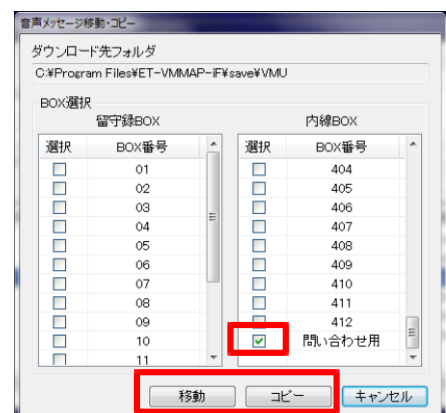 音声メッセージ移動・コピー
ダウンロード先フォルダ
C:¥Program Files¥ET-VMMAP-iF¥save¥VMU
BOX選択
留守録BOX 内線BOX
選択 BOX番号 選択 BOX番号
01 404
02 405
03 406
04 407
05 408
06 409
07 410
08 411
09 412
10 問い合わせ用
11
移動 コピー キャンセル